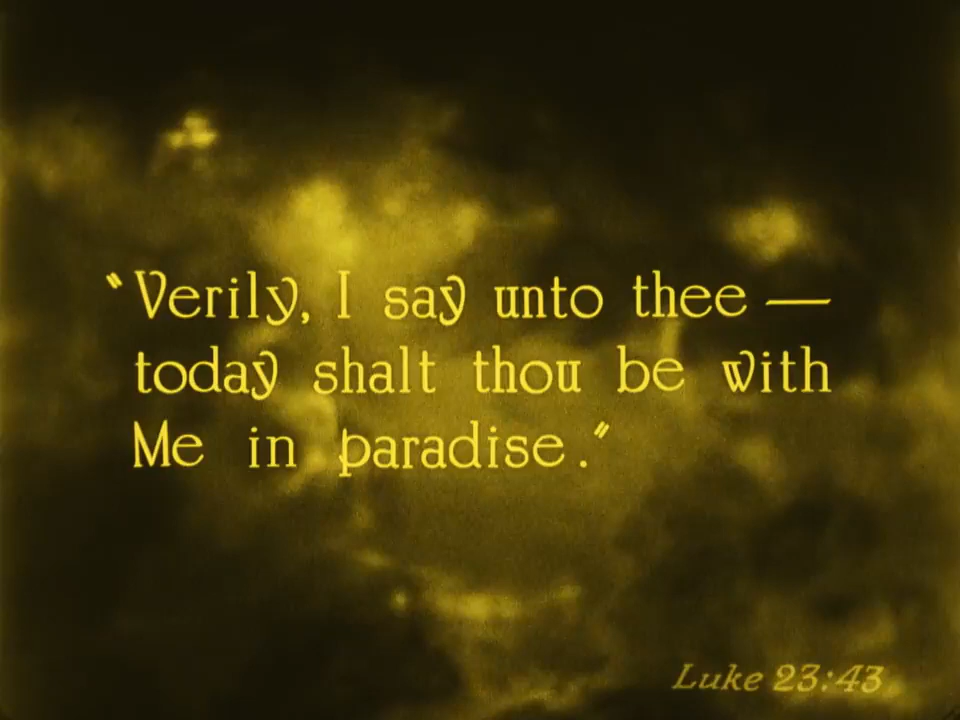 “Verily, I say unto thee —
today shalt thou be with
Me in paradise.”
Luke 23:43